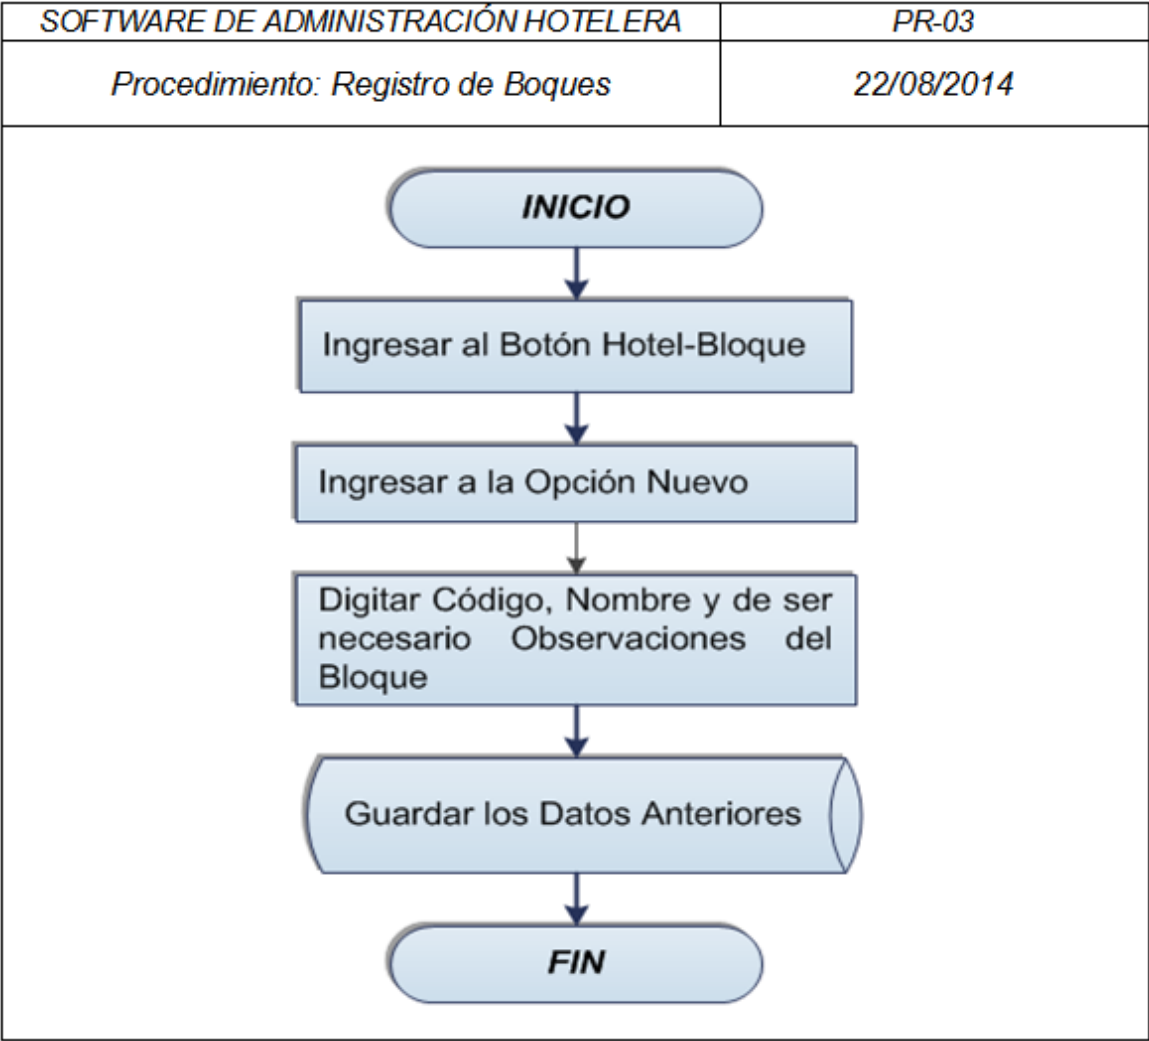 SOFTWARE DE ADMINISTRACIÓN HOTELERA
PR-03
Procedimiento: Registro de Boques
22/08/2014
INICIO
Ingresar al Botón Hotel-Bloque
Ingresar a la Opción Nuevo
Digitar Código, Nombre y de ser
necesario Observaciones del
Bloque
Guardar los Datos Anteriores
FIN